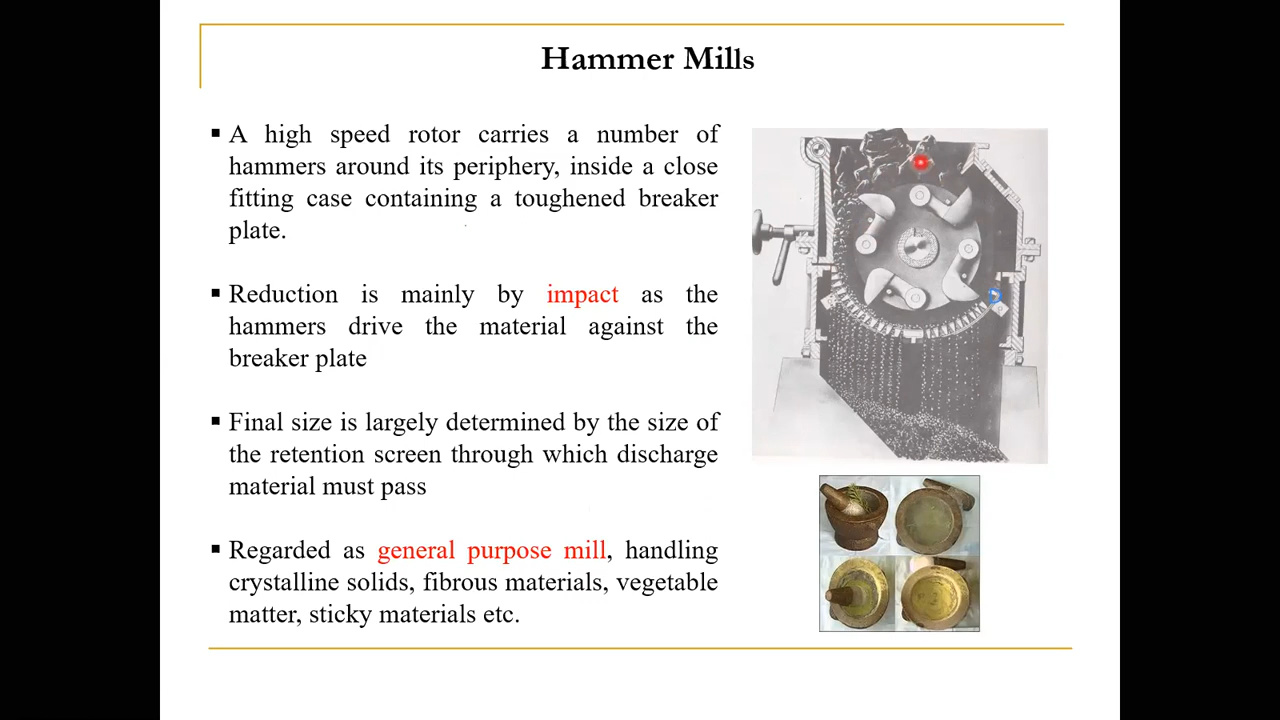 Hammer Mills
▪ A high speed rotor carries a number of
hammers around its periphery, inside a close
fitting case containing a toughened breaker
plate.
▪ Reduction is mainly by impact as the
hammers drive the material against the
breaker plate
▪ Final size is largely determined by the size of
the retention screen through which discharge
material must pass
▪ Regarded as general purpose mill, handling
crystalline solids, fibrous materials, vegetable
matter, sticky materials etc.